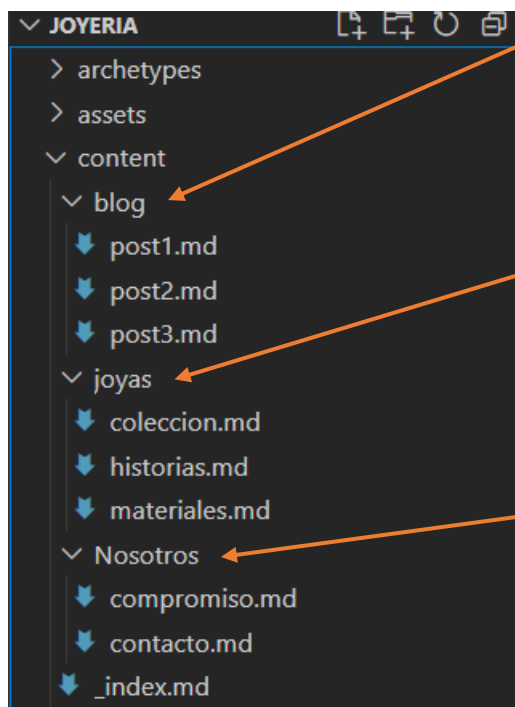 JOYERIA
archetypes
assets
content
blog
post1.md
post2.md
post3.md
joyas
coleccion.md
historias.md
materiales.md
Nosotros
compromiso.md
contacto.md
_index.md